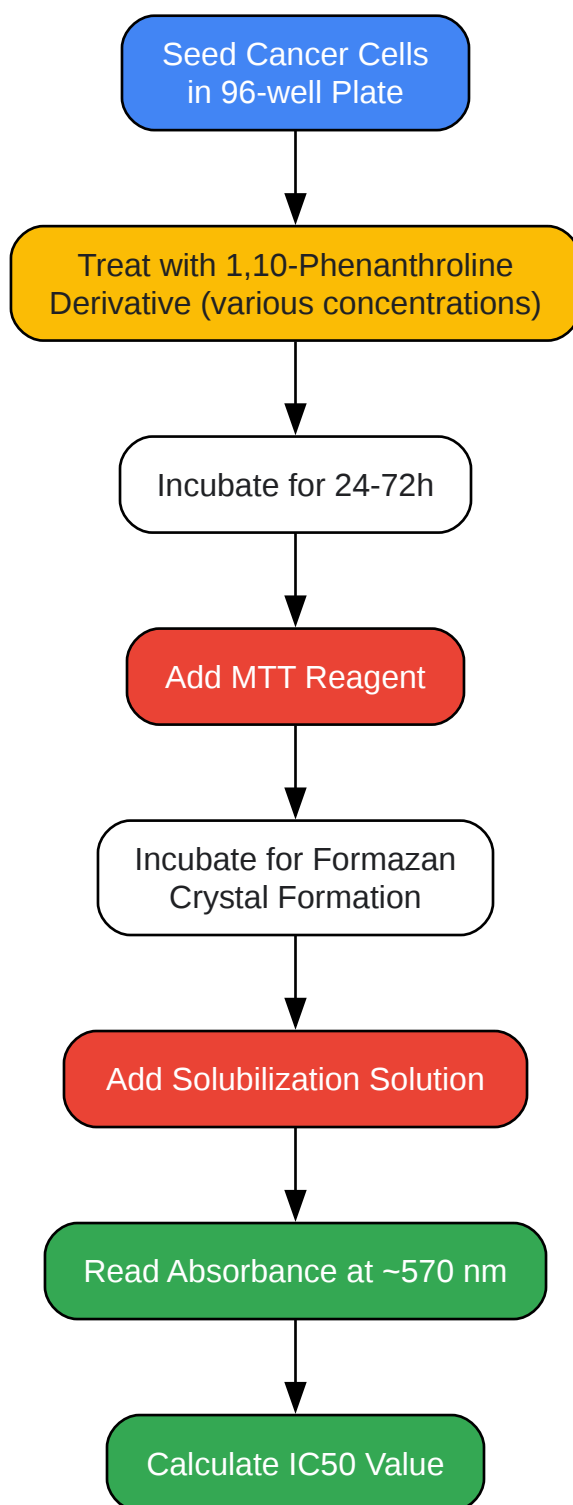 Seed Cancer Cells
in 96-well Plate
Treat with 1,10-Phenanthroline
Derivative (various concentrations)
Incubate for 24-72h
Add MTT Reagent
Incubate for Formazan
Crystal Formation
Add Solubilization Solution
Read Absorbance at ~570 nm
Calculate IC50 Value